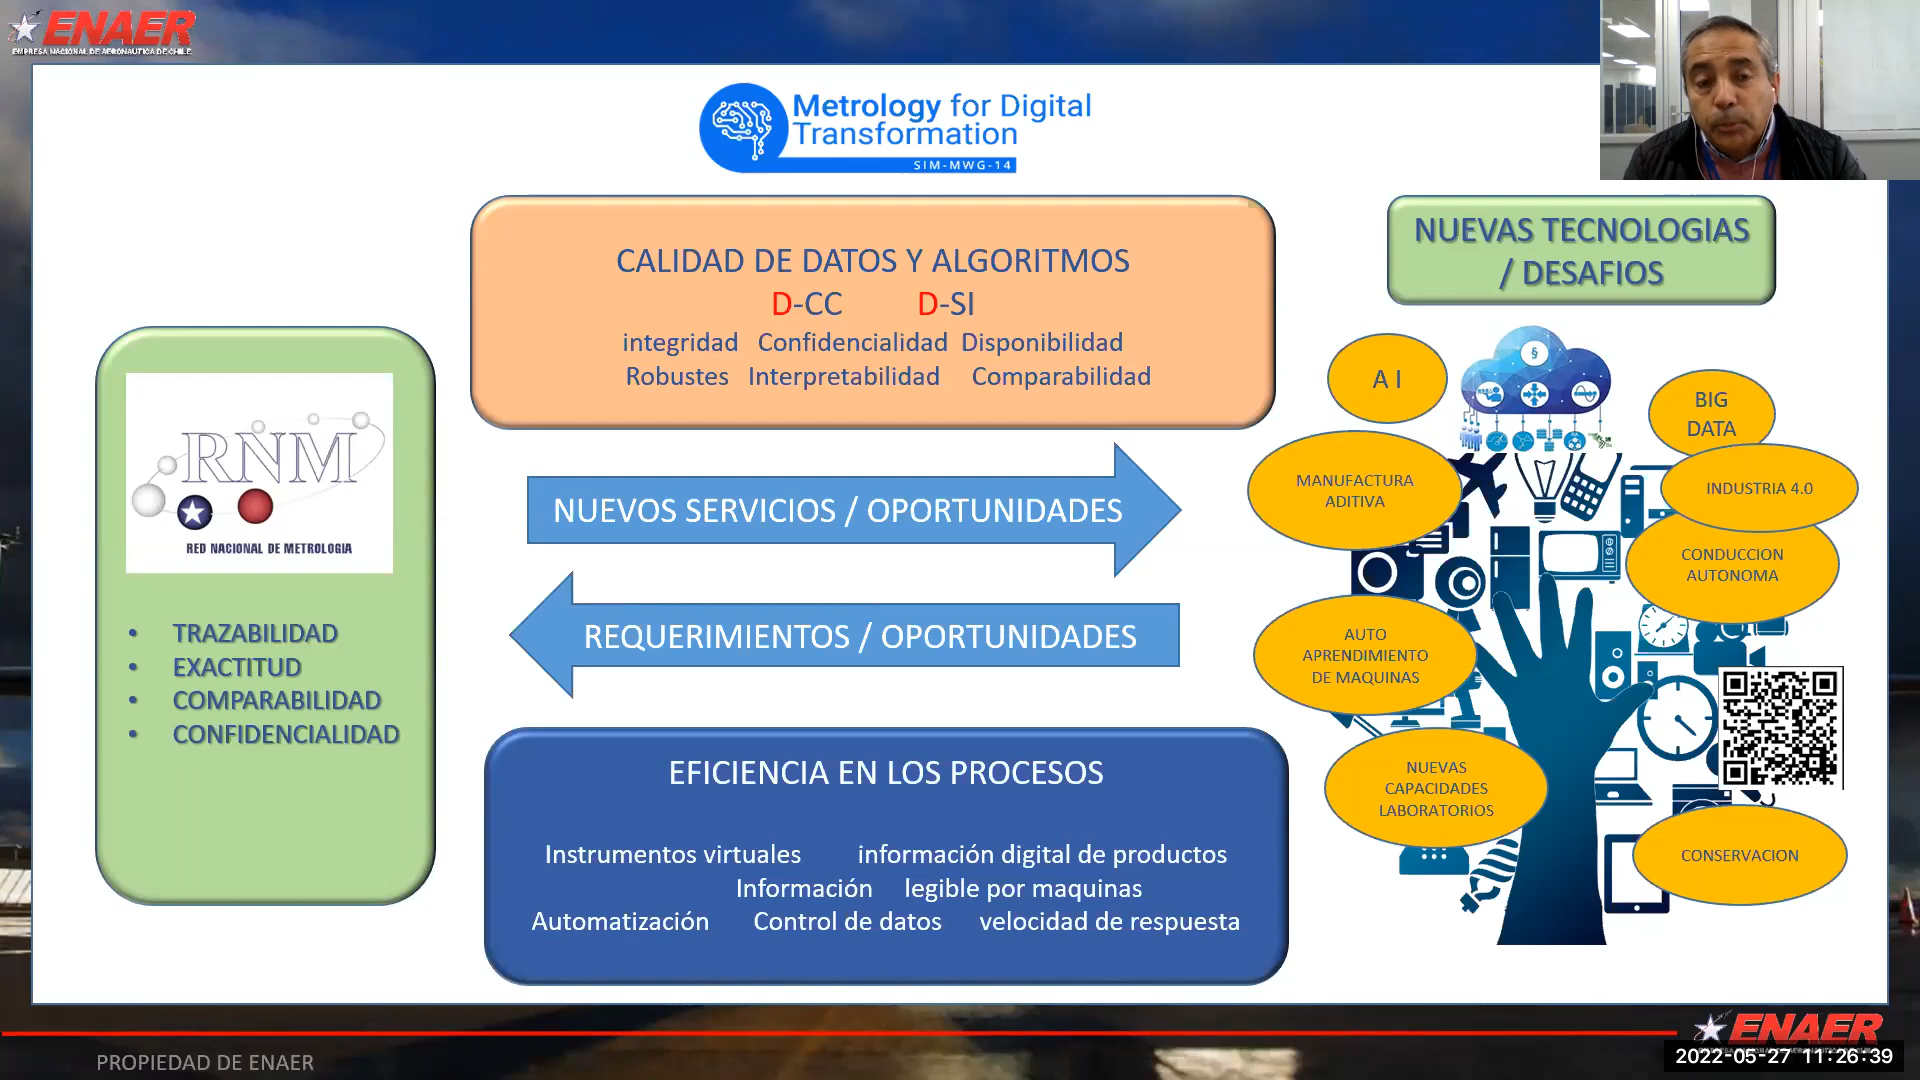 ENAER
EMPRESA NACIONAL DE AERONAUTICA DE CHILE
Metrology for Digital
Transformation
SIM-MWG-14
CALIDAD DE DATOS Y ALGORITMOS
D-CC D-SI
integridad Confidencialidad Disponibilidad
Robustes Interpretabilidad Comparabilidad
NUEVAS TECNOLOGIAS
/ DESAFIOS
RNM
RED NACIONAL DE METROLOGIA
• TRAZABILIDAD
• EXACTITUD
• COMPARABILIDAD
• CONFIDENCIALIDAD
NUEVOS SERVICIOS / OPORTUNIDADES
REQUERIMIENTOS / OPORTUNIDADES
EFICIENCIA EN LOS PROCESOS
Instrumentos virtuales información digital de productos
Información legible por maquinas
Automatización Control de datos velocidad de respuesta
A I
BIG
DATA
MANUFACTURA
ADITIVA
INDUSTRIA 4.0
CONDUCCION
AUTONOMA
AUTO
APRENDIMIENTO
DE MAQUINAS
NUEVAS
CAPACIDADES
LABORATORIOS
CONSERVACION
PROPIEDAD DE ENAER
ENAER
2022-05-27 11:26:39